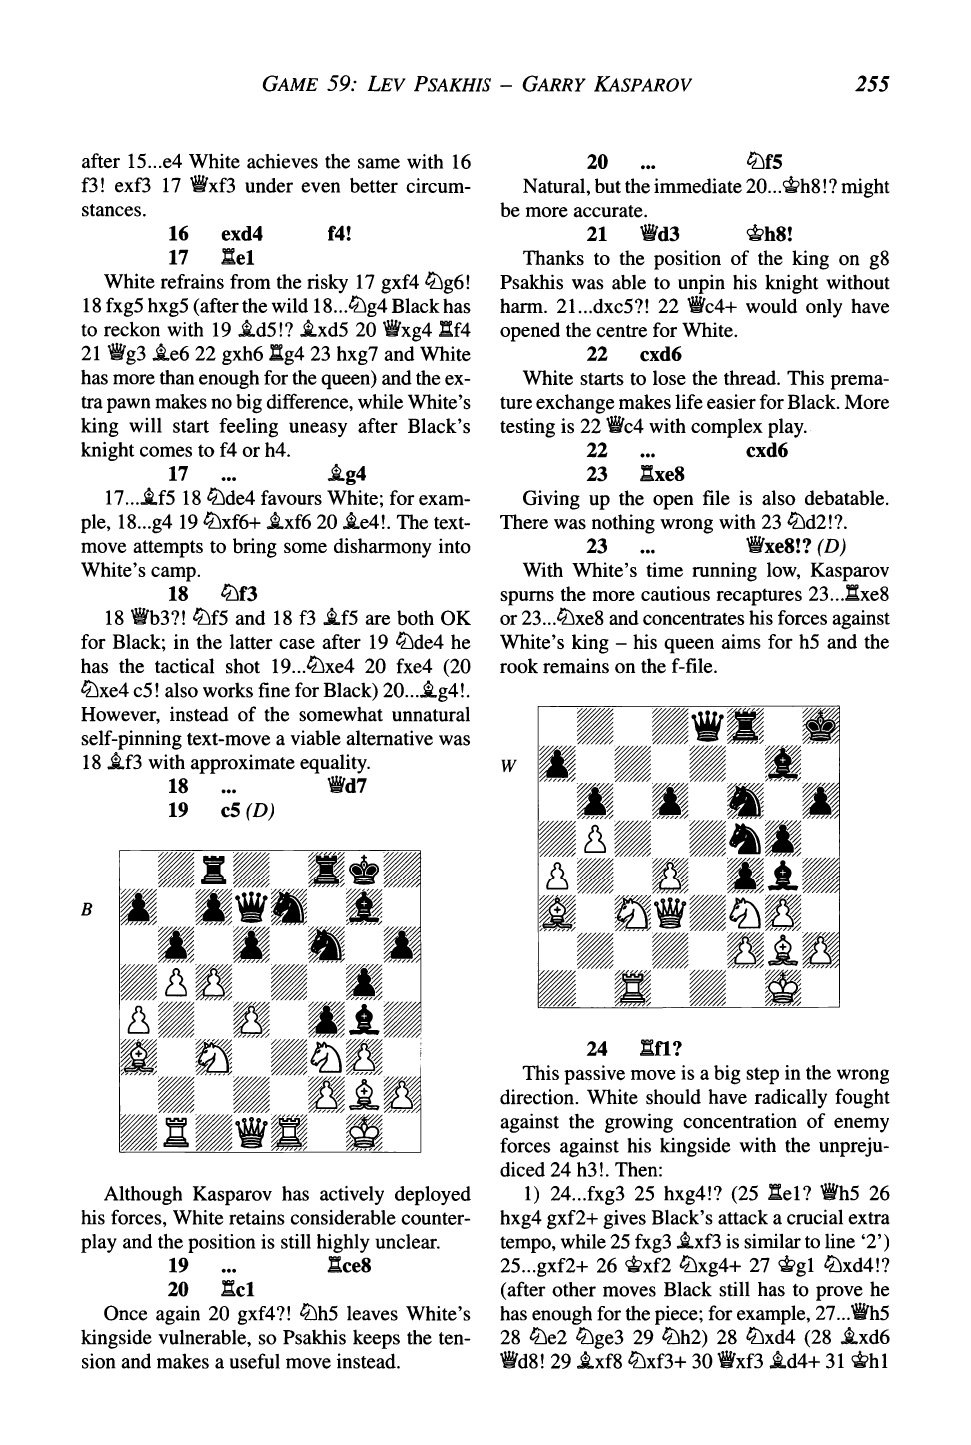 GAME 59: LEV PSAKHIS – GARRY KASPAROV 255
after 15...e4 White achieves the same with 16
f3! exf3 17 ♕xf3 under even better circum-
stances.
16 exd4 f4!
17 ♖e1
White refrains from the risky 17 gxf4 ♘g6!
18 fxg5 hxg5 (after the wild 18...♘g4 Black has
to reckon with 19 ♗d5!? ♗xd5 20 ♕xg4 ♖f4
21 ♕g3 ♗e6 22 gxh6 ♖g4 23 hxg7 and White
has more than enough for the queen) and the ex-
tra pawn makes no big difference, while White's
king will start feeling uneasy after Black's
knight comes to f4 or h4.
17 ... ♗g4
17...♗f5 18 ♘de4 favours White; for exam-
ple, 18...g4 19 ♘xf6+ ♗xf6 20 ♗e4!. The text-
move attempts to bring some disharmony into
White's camp.
18 ♘f3
18 ♕b3?! ♘f5 and 18 f3 ♗f5 are both OK
for Black; in the latter case after 19 ♘de4 he
has the tactical shot 19...♘xe4 20 fxe4 (20
♘xe4 c5! also works fine for Black) 20...♗g4!.
However, instead of the somewhat unnatural
self-pinning text-move a viable alternative was
18 ♗f3 with approximate equality.
18 ... ♕d7
19 c5 (D)
B
Although Kasparov has actively deployed
his forces, White retains considerable counter-
play and the position is still highly unclear.
19 ... ♖ce8
20 ♖c1
Once again 20 gxf4?! ♘h5 leaves White's
kingside vulnerable, so Psakhis keeps the ten-
sion and makes a useful move instead.
20 ... ♘f5
Natural, but the immediate 20...♔h8!? might
be more accurate.
21 ♕d3 ♔h8!
Thanks to the position of the king on g8
Psakhis was able to unpin his knight without
harm. 21...dxc5?! 22 ♕c4+ would only have
opened the centre for White.
22 cxd6
White starts to lose the thread. This prema-
ture exchange makes life easier for Black. More
testing is 22 ♕c4 with complex play.
22 ... cxd6
23 ♖xe8
Giving up the open file is also debatable.
There was nothing wrong with 23 ♘d2!?.
23 ... ♕xe8!? (D)
With White's time running low, Kasparov
spurns the more cautious recaptures 23...♖xe8
or 23...♘xe8 and concentrates his forces against
White's king – his queen aims for h5 and the
rook remains on the f-file.
W
24 ♖f1?
This passive move is a big step in the wrong
direction. White should have radically fought
against the growing concentration of enemy
forces against his kingside with the unpreju-
diced 24 h3!. Then:
1) 24...fxg3 25 hxg4!? (25 ♖e1? ♕h5 26
hxg4 gxf2+ gives Black's attack a crucial extra
tempo, while 25 fxg3 ♗xf3 is similar to line '2')
25...gxf2+ 26 ♔xf2 ♘xg4+ 27 ♔g1 ♘xd4!?
(after other moves Black still has to prove he
has enough for the piece; for example, 27...♕h5
28 ♘e2 ♘ge3 29 ♘h2) 28 ♘xd4 (28 ♗xd6
♕d8! 29 ♗xf8 ♘xf3+ 30 ♕xf3 ♗d4+ 31 ♔h1